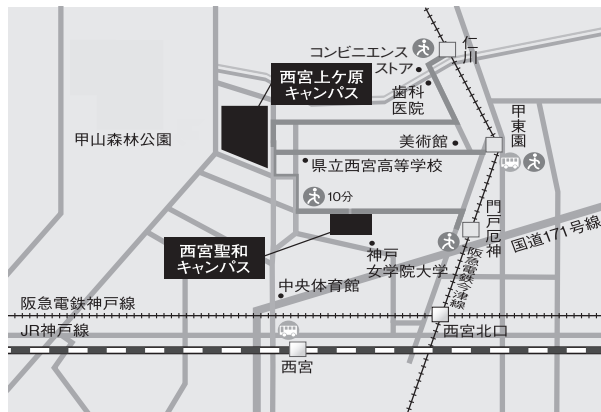 コンビニエンス
ストア
仁川
西宮上ケ原
キャンパス
歯科
医院
甲東園
甲山森林公園
美術館
県立西宮高等学校
10分
門戸厄神
国道171号線
西宮聖和
キャンパス
神戸
女学院大学
阪急電鉄今津線
中央体育館
阪急電鉄神戸線
JR神戸線
西宮北口
西宮